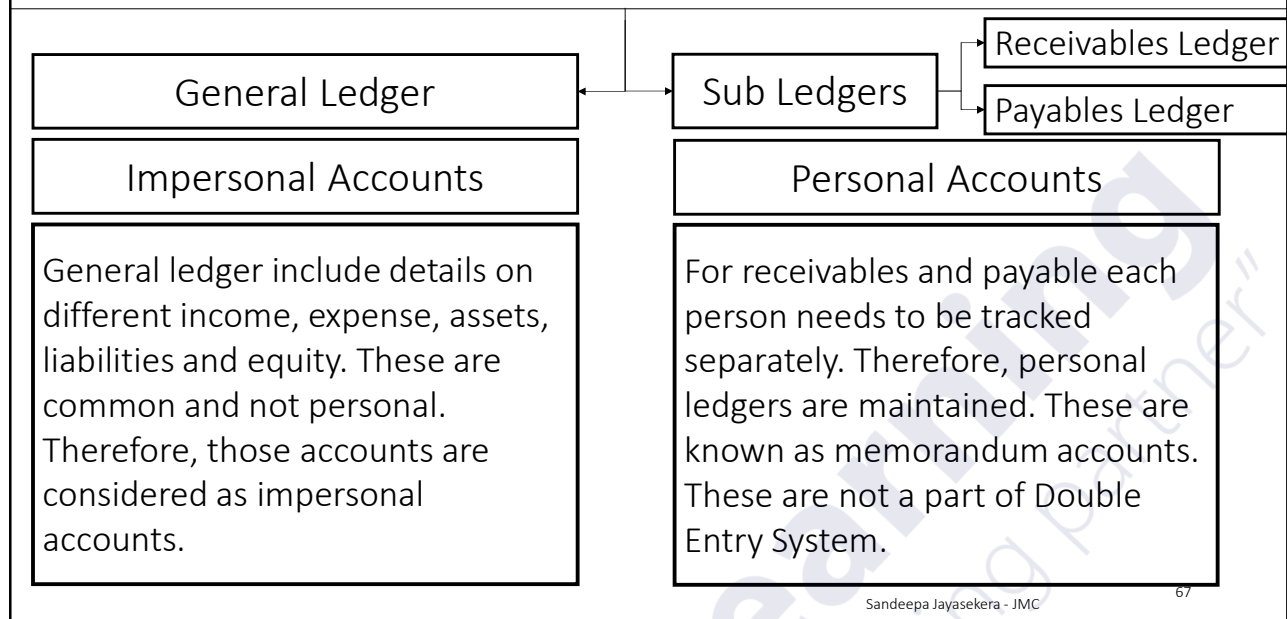 General Ledger
Sub Ledgers
Receivables Ledger
Payables Ledger
Impersonal Accounts
Personal Accounts
General ledger include details on
different income, expense, assets,
liabilities and equity. These are
common and not personal.
Therefore, those accounts are
considered as impersonal
accounts.
For receivables and payable each
person needs to be tracked
separately. Therefore, personal
ledgers are maintained. These are
known as memorandum accounts.
These are not a part of Double
Entry System.
Sandeepa Jayasekera - JMC
67